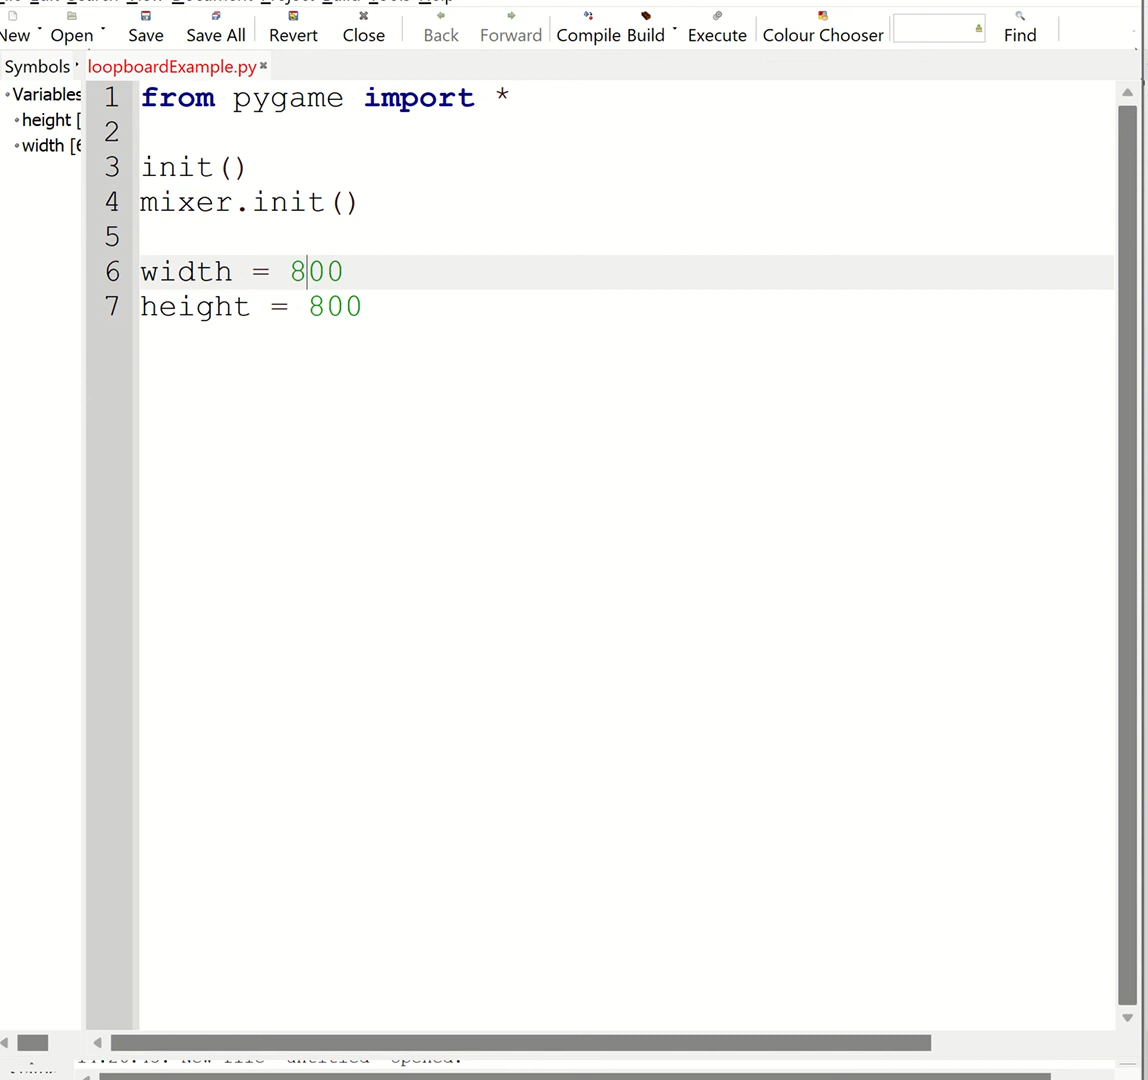 New Open Save Save All Revert Close Back Forward Compile Build Execute Colour Chooser Find
Symbols loopboardExample.py
Variables
height [
width [6
1 from pygame import *
2
3 init()
4 mixer.init()
5
6 width = 800
7 height = 800